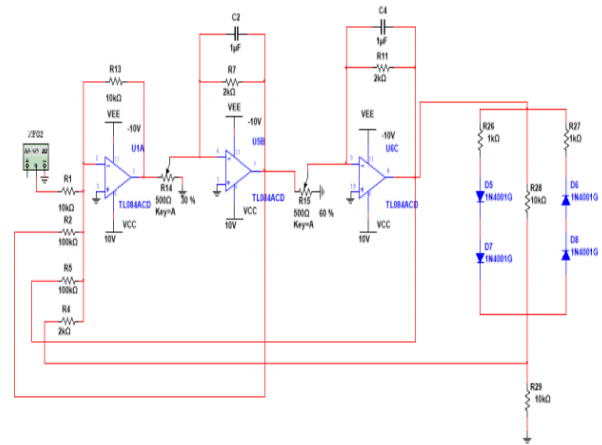 C2
1µF
R7
2kΩ
C4
1µF
R11
2kΩ
R13
10kΩ
VEE
-10V
U1A
TL084ACD
VCC
10V
R14
500Ω
Key=A
30 %
VEE
-10V
U5B
TL084ACD
VCC
10V
R15
500Ω
Key=A
60 %
VEE
-10V
U6C
TL084ACD
VCC
10V
R1
10kΩ
R2
100kΩ
R5
100kΩ
R4
2kΩ
R26
1kΩ
R27
1kΩ
R28
10kΩ
D5
1N4001G
D6
1N4001G
D7
1N4001G
D8
1N4001G
R29
10kΩ